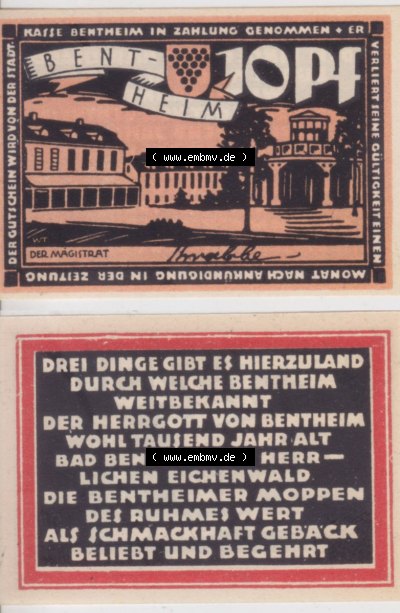 KASSE BENTHEIM IN ZAHLUNG GENOMMEN + ER
VERLIERT SEINE GÜLTIGKEIT EINEN
MONAT NACH ANKÜNDIGUNG IN DER ZEITUNG
DER GUTSCHEIN WIRD VON DER STADT-
BENT-
HEIM
10 Pf
( www.embmv.de )
WT
DER MAGISTRAT
DREI DINGE GIBT ES HIERZULAND
DURCH WELCHE BENTHEIM
WEITBEKANNT
DER HERRGOTT VON BENTHEIM
WOHL TAUSEND JAHR ALT
BAD BEN ( www.embmv.de ) HERR—
LICHEN EICHENWALD
DIE BENTHEIMER MOPPEN
DES RUHMES WERT
ALS SCHMACKHAFT GEBÄCK
BELIEBT UND BEGEHRT